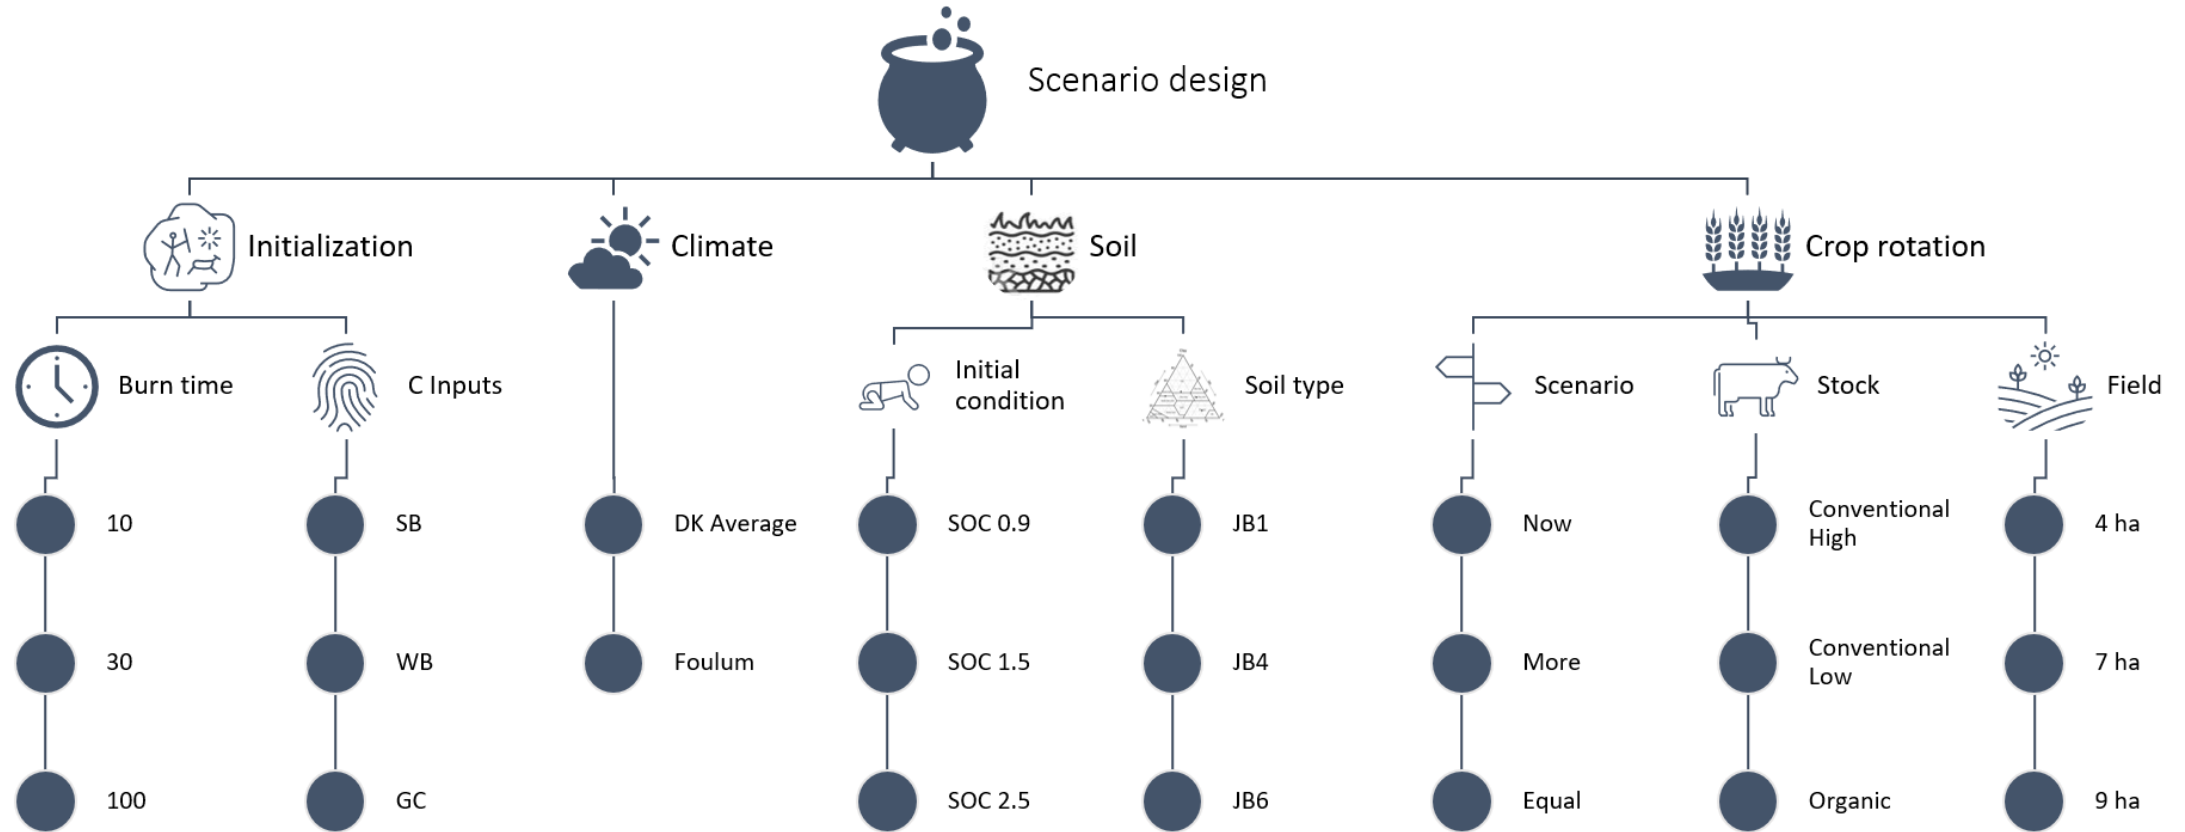 Scenario design
Initialization
Climate
Soil
Crop rotation
Burn time
C Inputs
Initial
condition
Soil type
Scenario
Stock
Field
10
SB
DK Average
SOC 0.9
JB1
Now
Conventional
High
4 ha
30
WB
Foulum
SOC 1.5
JB4
More
Conventional
Low
7 ha
100
GC
SOC 2.5
JB6
Equal
Organic
9 ha